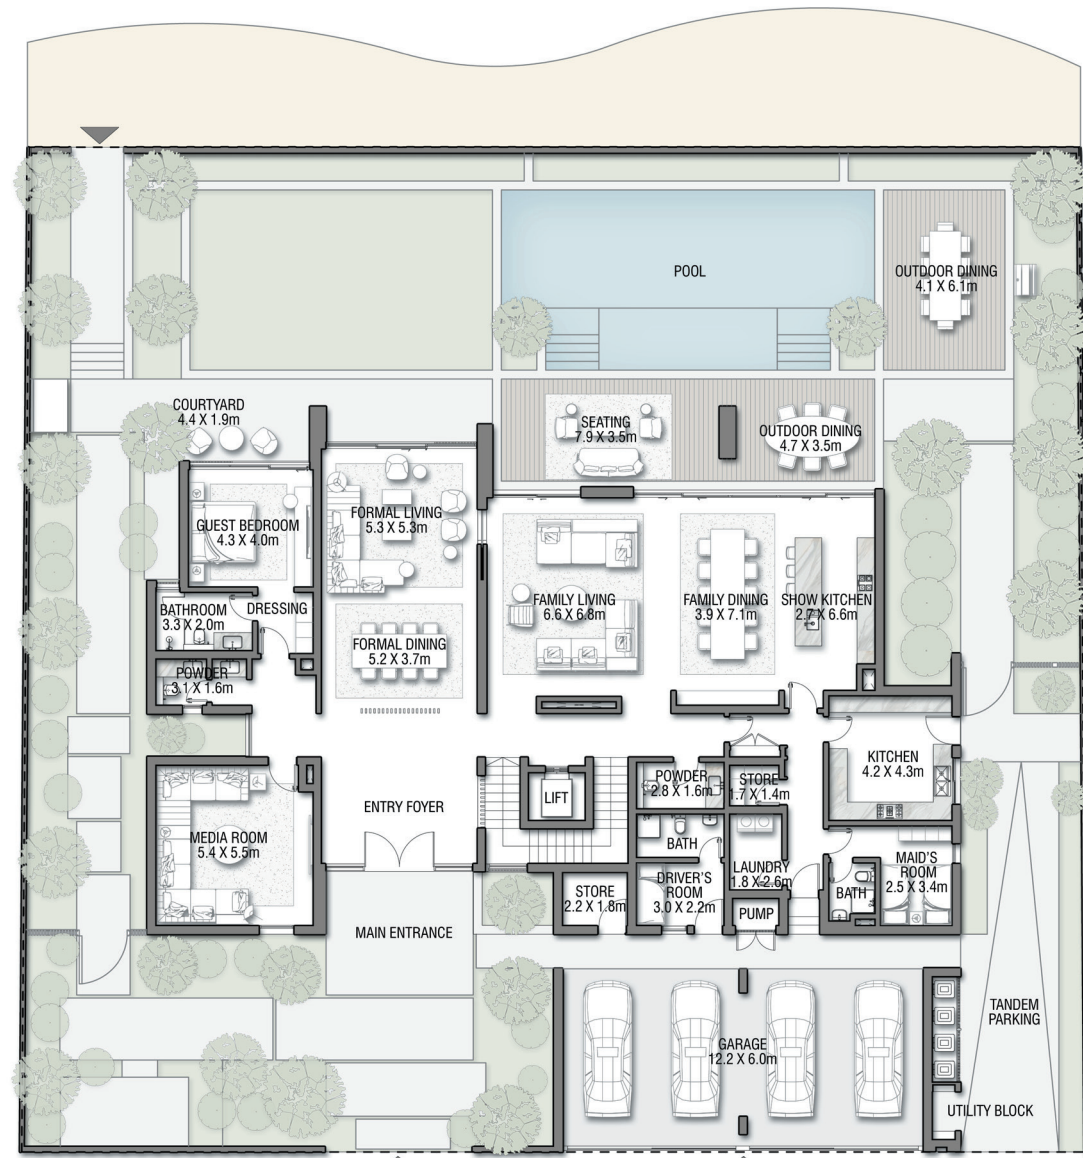 POOL
OUTDOOR DINING
4.1 X 6.1m
COURTYARD
4.4 X 1.9m
SEATING
7.9 X 3.5m
OUTDOOR DINING
4.7 X 3.5m
GUEST BEDROOM
4.3 X 4.0m
FORMAL LIVING
5.3 X 5.3m
BATHROOM
3.3 X 2.0m
DRESSING
FAMILY LIVING
6.6 X 6.8m
FAMILY DINING
3.9 X 7.1m
SHOW KITCHEN
2.7 X 6.6m
FORMAL DINING
5.2 X 3.7m
POWDER
3.1 X 1.6m
KITCHEN
4.2 X 4.3m
POWDER
2.8 X 1.6m
STORE
1.7 X 1.4m
LIFT
ENTRY FOYER
MEDIA ROOM
5.4 X 5.5m
BATH
LAUNDRY
1.8 X 2.6m
MAID'S
ROOM
2.5 X 3.4m
DRIVER'S
ROOM
3.0 X 2.2m
STORE
2.2 X 1.8m
BATH
PUMP
MAIN ENTRANCE
TANDEM
PARKING
GARAGE
12.2 X 6.0m
UTILITY BLOCK